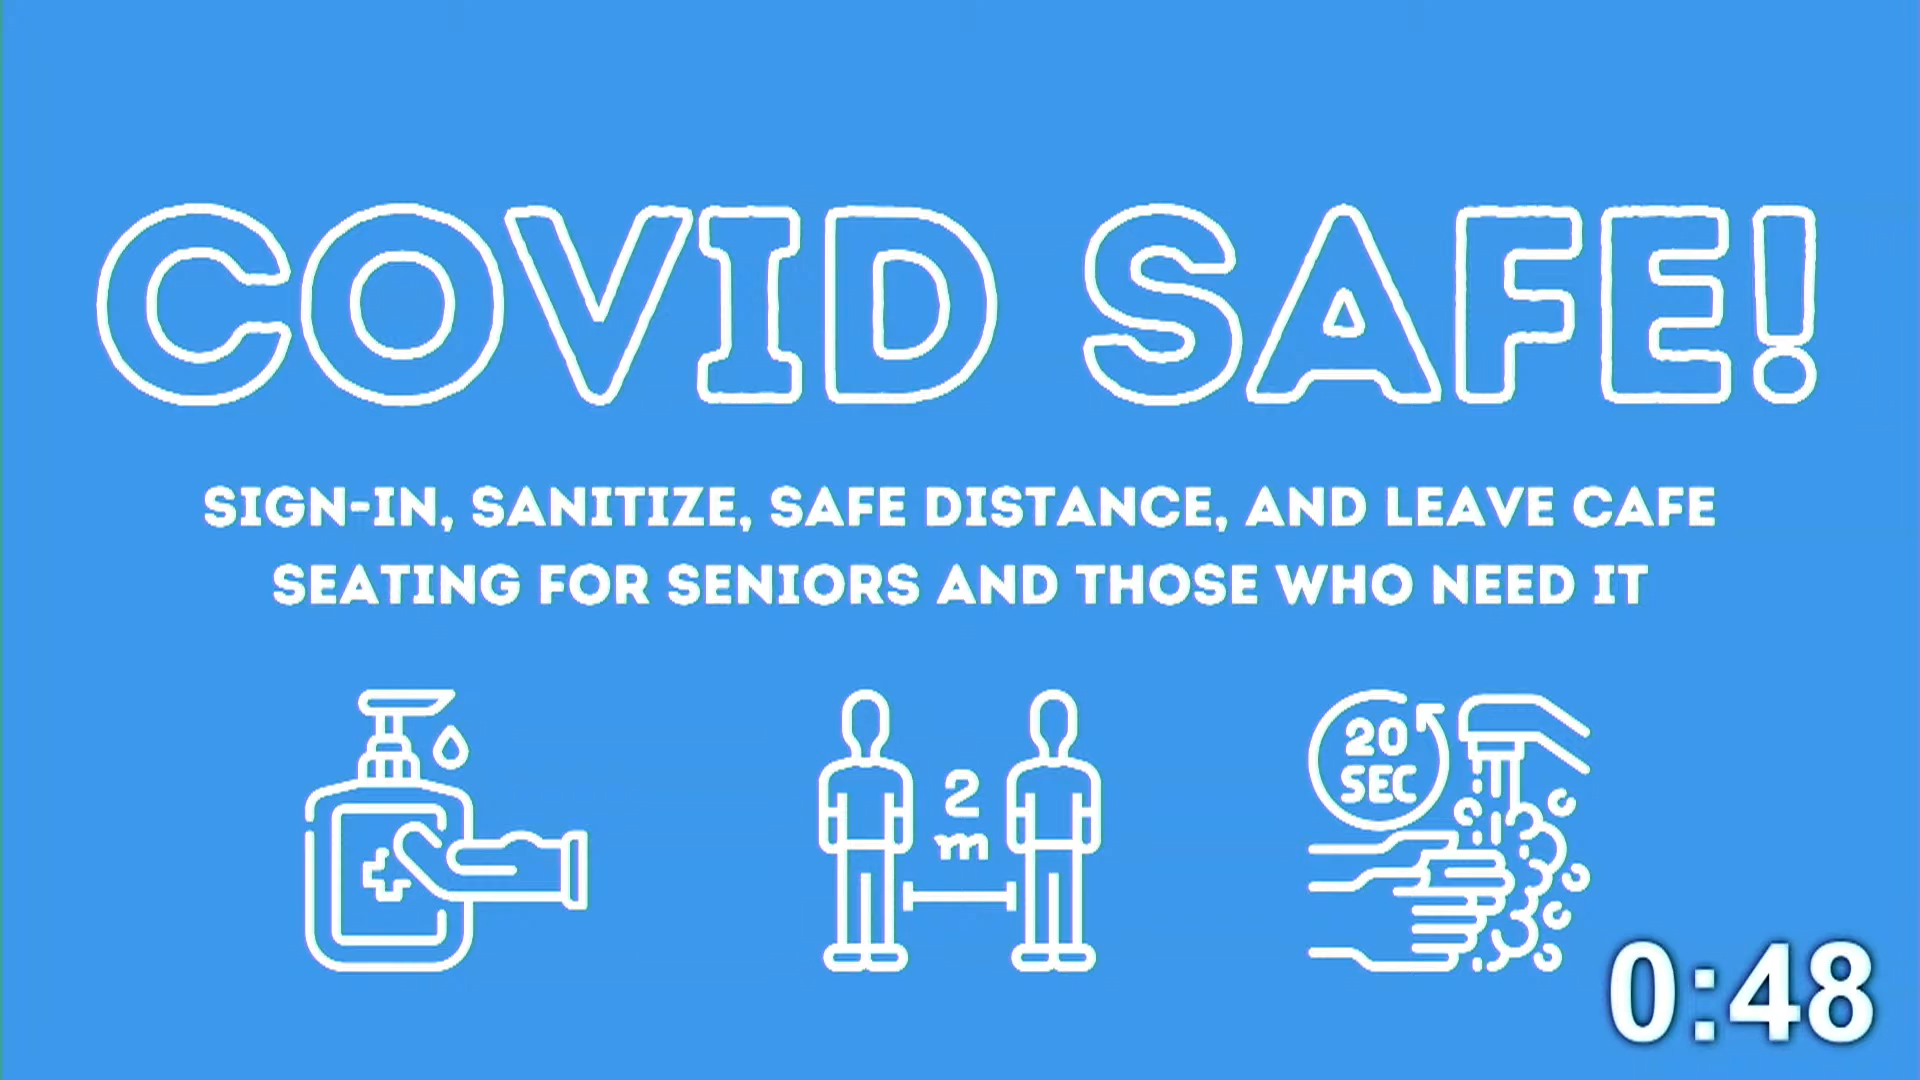 COVID SAFE!
SIGN-IN, SANITIZE, SAFE DISTANCE, AND LEAVE CAFE
SEATING FOR SENIORS AND THOSE WHO NEED IT
2
m
20
SEC
0:48